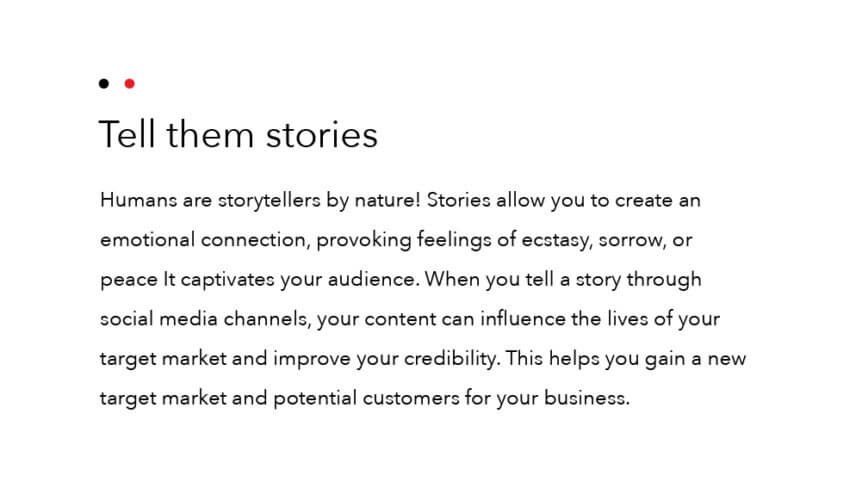 Tell them stories
Humans are storytellers by nature! Stories allow you to create an
emotional connection, provoking feelings of ecstasy, sorrow, or
peace It captivates your audience. When you tell a story through
social media channels, your content can influence the lives of your
target market and improve your credibility. This helps you gain a new
target market and potential customers for your business.